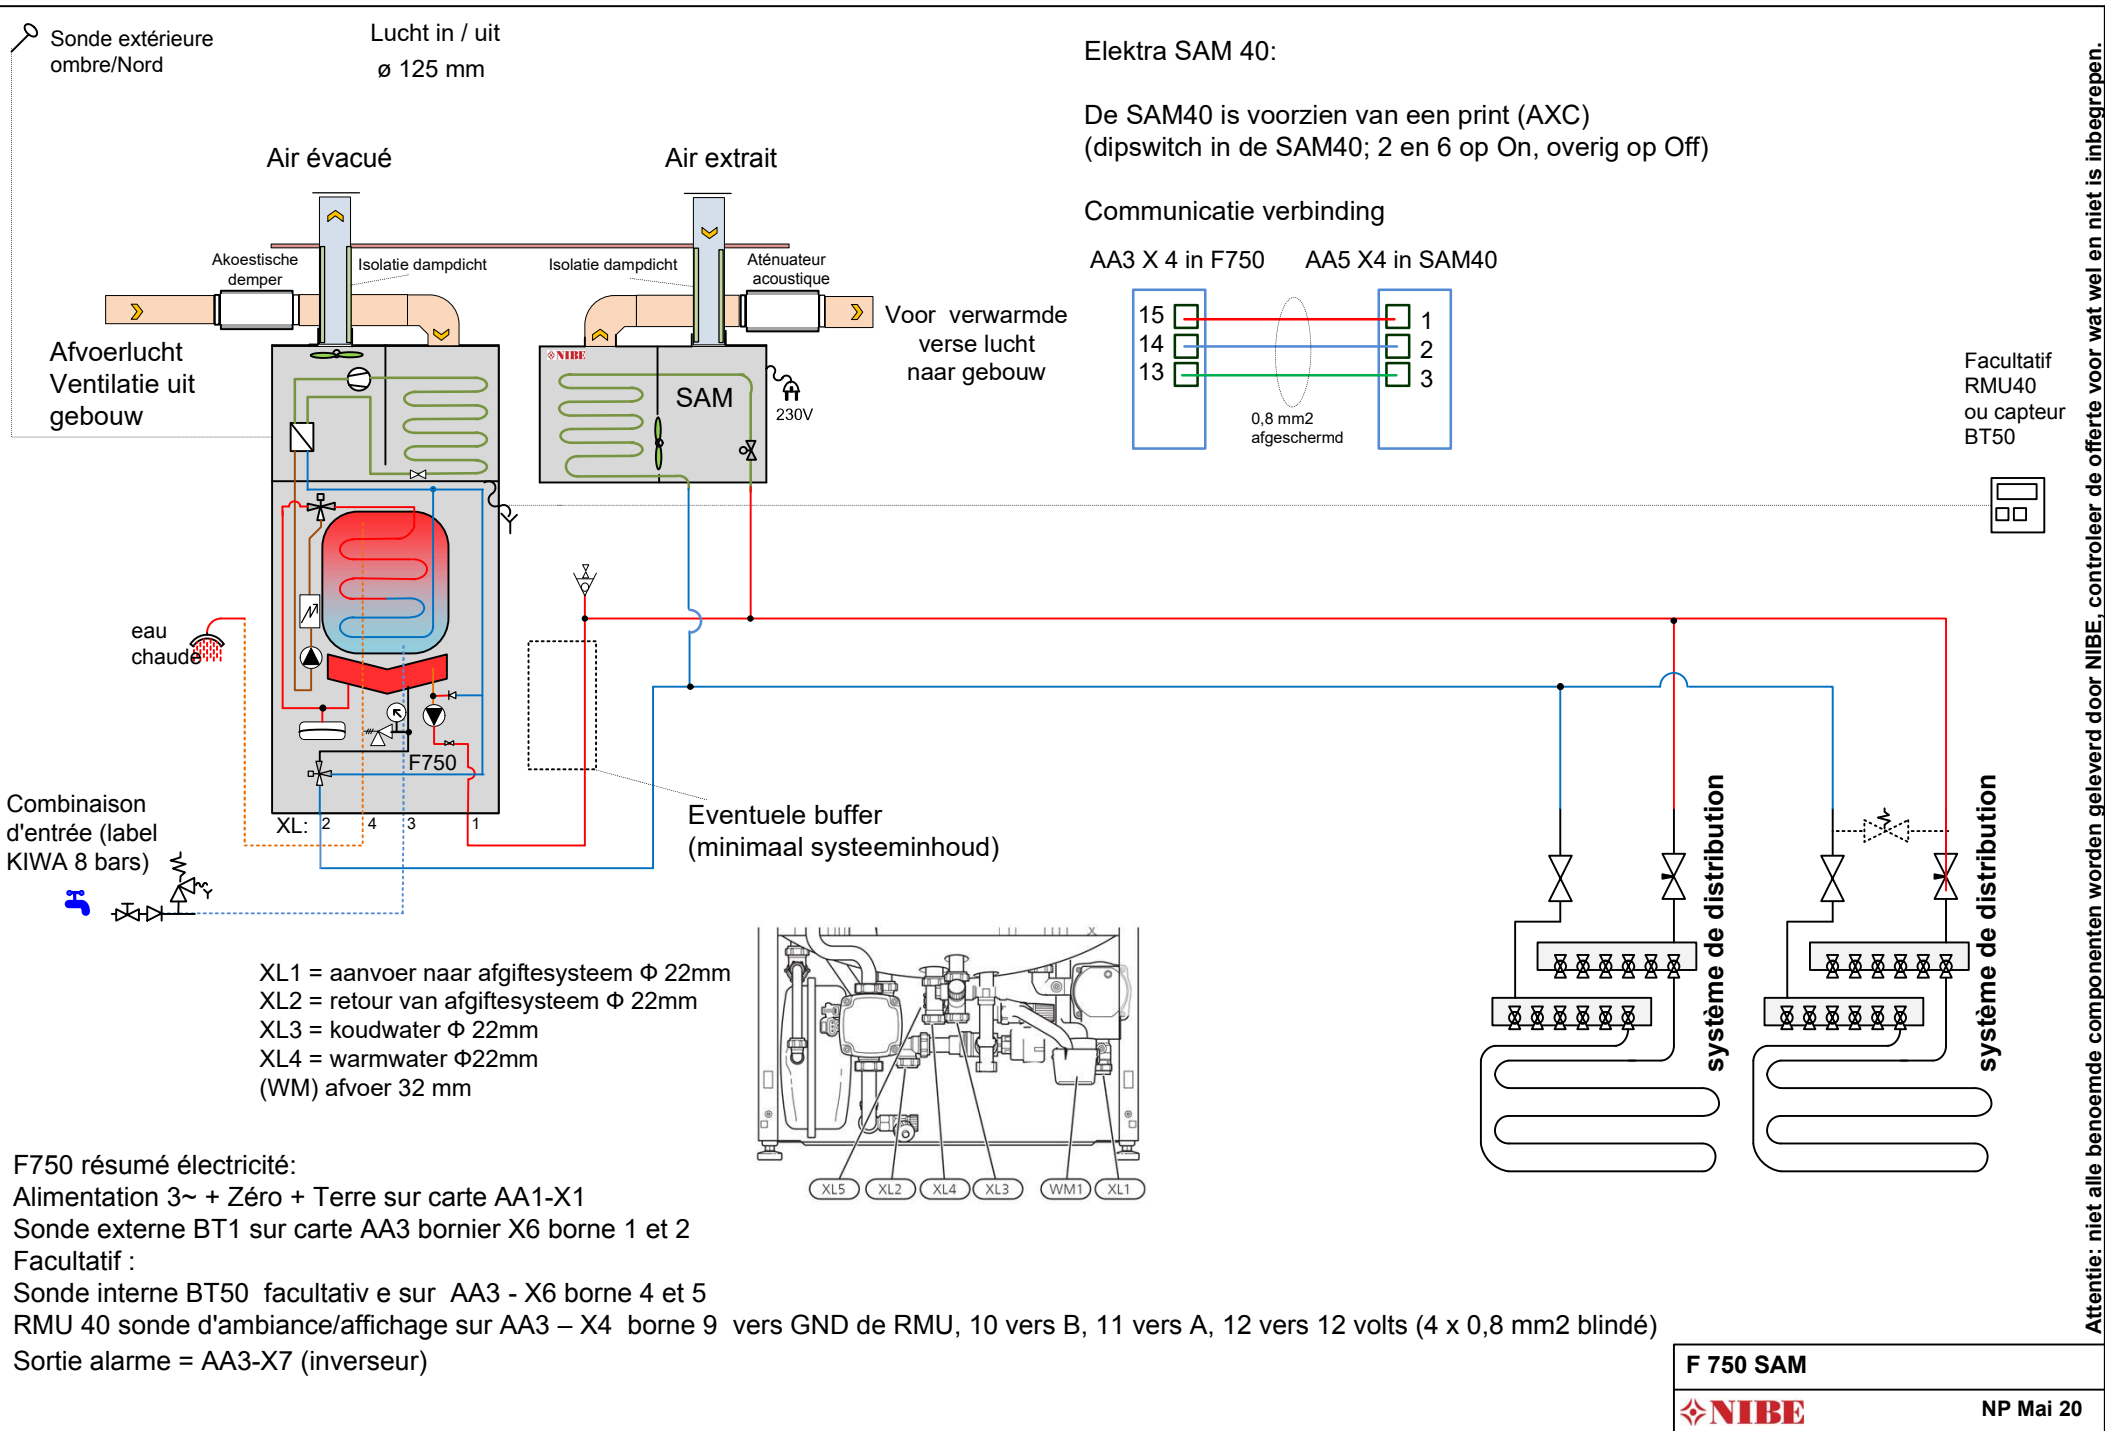 Sonde extérieure
ombre/Nord
Lucht in / uit
ø 125 mm
Air évacué
Air extrait
Akoestische
demper
Isolatie dampdicht
Isolatie dampdicht
Aténuateur
acoustique
Afvoerlucht
Ventilatie uit
gebouw
NIBE
SAM
230V
Voor verwarmde
verse lucht
naar gebouw
Elektra SAM 40:
De SAM40 is voorzien van een print (AXC)
(dipswitch in de SAM40; 2 en 6 op On, overig op Off)
Communicatie verbinding
AA3 X 4 in F750
AA5 X4 in SAM40
15
14
13
1
2
3
0,8 mm2
afgeschermd
Facultatif
RMU40
ou capteur
BT50
eau
chaude
F750
XL: 2 4 3 1
Combinaison
d'entrée (label
KIWA 8 bars)
Eventuele buffer
(minimaal systeeminhoud)
système de distribution
système de distribution
XL1 = aanvoer naar afgiftesysteem Φ 22mm
XL2 = retour van afgiftesysteem Φ 22mm
XL3 = koudwater Φ 22mm
XL4 = warmwater Φ22mm
(WM) afvoer 32 mm
XL5 XL2 XL4 XL3 WM1 XL1
F750 résumé électricité:
Alimentation 3~ + Zéro + Terre sur carte AA1-X1
Sonde externe BT1 sur carte AA3 bornier X6 borne 1 et 2
Facultatif :
Sonde interne BT50 facultativ e sur AA3 - X6 borne 4 et 5
RMU 40 sonde d'ambiance/affichage sur AA3 – X4 borne 9 vers GND de RMU, 10 vers B, 11 vers A, 12 vers 12 volts (4 x 0,8 mm2 blindé)
Sortie alarme = AA3-X7 (inverseur)
Attentie: niet alle benoemde componenten worden geleverd door NIBE, controleer de offerte voor wat wel en niet is inbegrepen.
F 750 SAM
NIBE
NP Mai 20